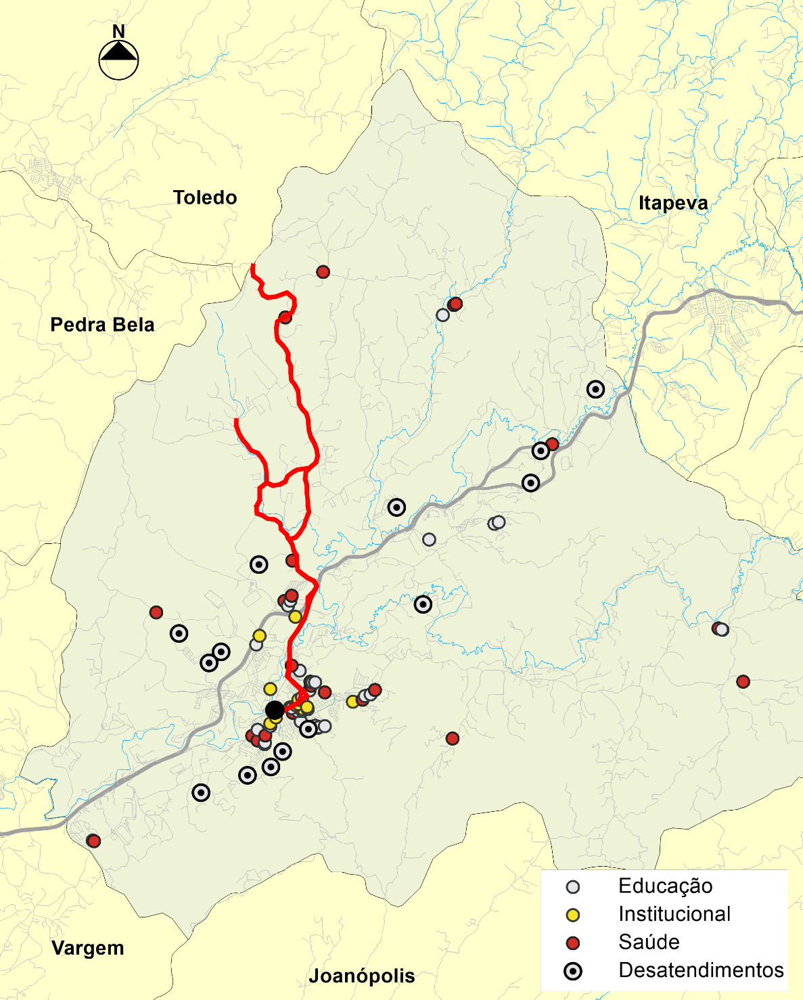 N
Toledo
Itapeva
Pedra Bela
Educação
Institucional
Saúde
Desatendimentos
Vargem
Joanópolis